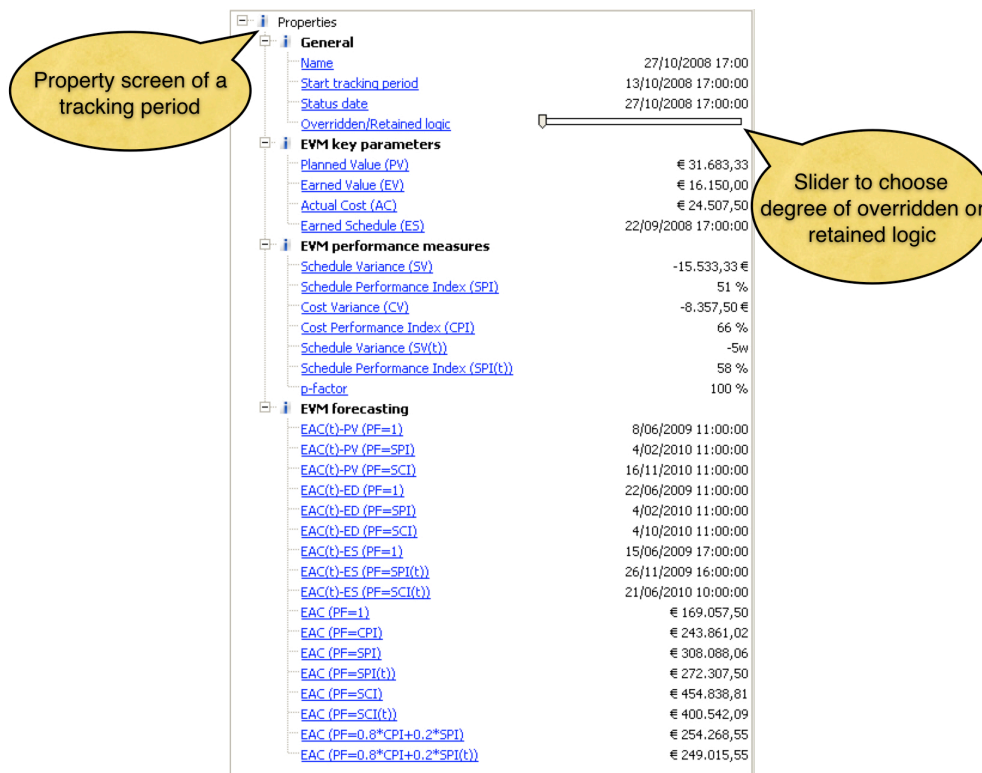 Properties
General
Name 27/10/2008 17:00
Start tracking period 13/10/2008 17:00:00
Status date 27/10/2008 17:00:00
Overridden/Retained logic
EVM key parameters
Planned Value (PV) € 31.683,33
Earned Value (EV) € 16.150,00
Actual Cost (AC) € 24.507,50
Earned Schedule (ES) 22/09/2008 17:00:00
EVM performance measures
Schedule Variance (SV) -15.533,33 €
Schedule Performance Index (SPI) 51 %
Cost Variance (CV) -8.357,50 €
Cost Performance Index (CPI) 66 %
Schedule Variance (SV(t)) -5w
Schedule Performance Index (SPI(t)) 58 %
p-factor 100 %
EVM forecasting
EAC(t)-PV (PF=1) 8/06/2009 11:00:00
EAC(t)-PV (PF=SPI) 4/02/2010 11:00:00
EAC(t)-PV (PF=SCI) 16/11/2010 11:00:00
EAC(t)-ED (PF=1) 22/06/2009 11:00:00
EAC(t)-ED (PF=SPI) 4/02/2010 11:00:00
EAC(t)-ED (PF=SCI) 4/10/2010 11:00:00
EAC(t)-ES (PF=1) 15/06/2009 17:00:00
EAC(t)-ES (PF=SPI(t)) 26/11/2009 16:00:00
EAC(t)-ES (PF=SCI(t)) 21/06/2010 10:00:00
EAC (PF=1) € 169.057,50
EAC (PF=CPI) € 243.861,02
EAC (PF=SPI) € 308.088,06
EAC (PF=SPI(t)) € 272.307,50
EAC (PF=SCI) € 454.838,81
EAC (PF=SCI(t)) € 400.542,09
EAC (PF=0.8*CPI+0.2*SPI) € 254.268,55
EAC (PF=0.8*CPI+0.2*SPI(t)) € 249.015,55
Property screen of a
tracking period
Slider to choose
degree of overridden or
retained logic